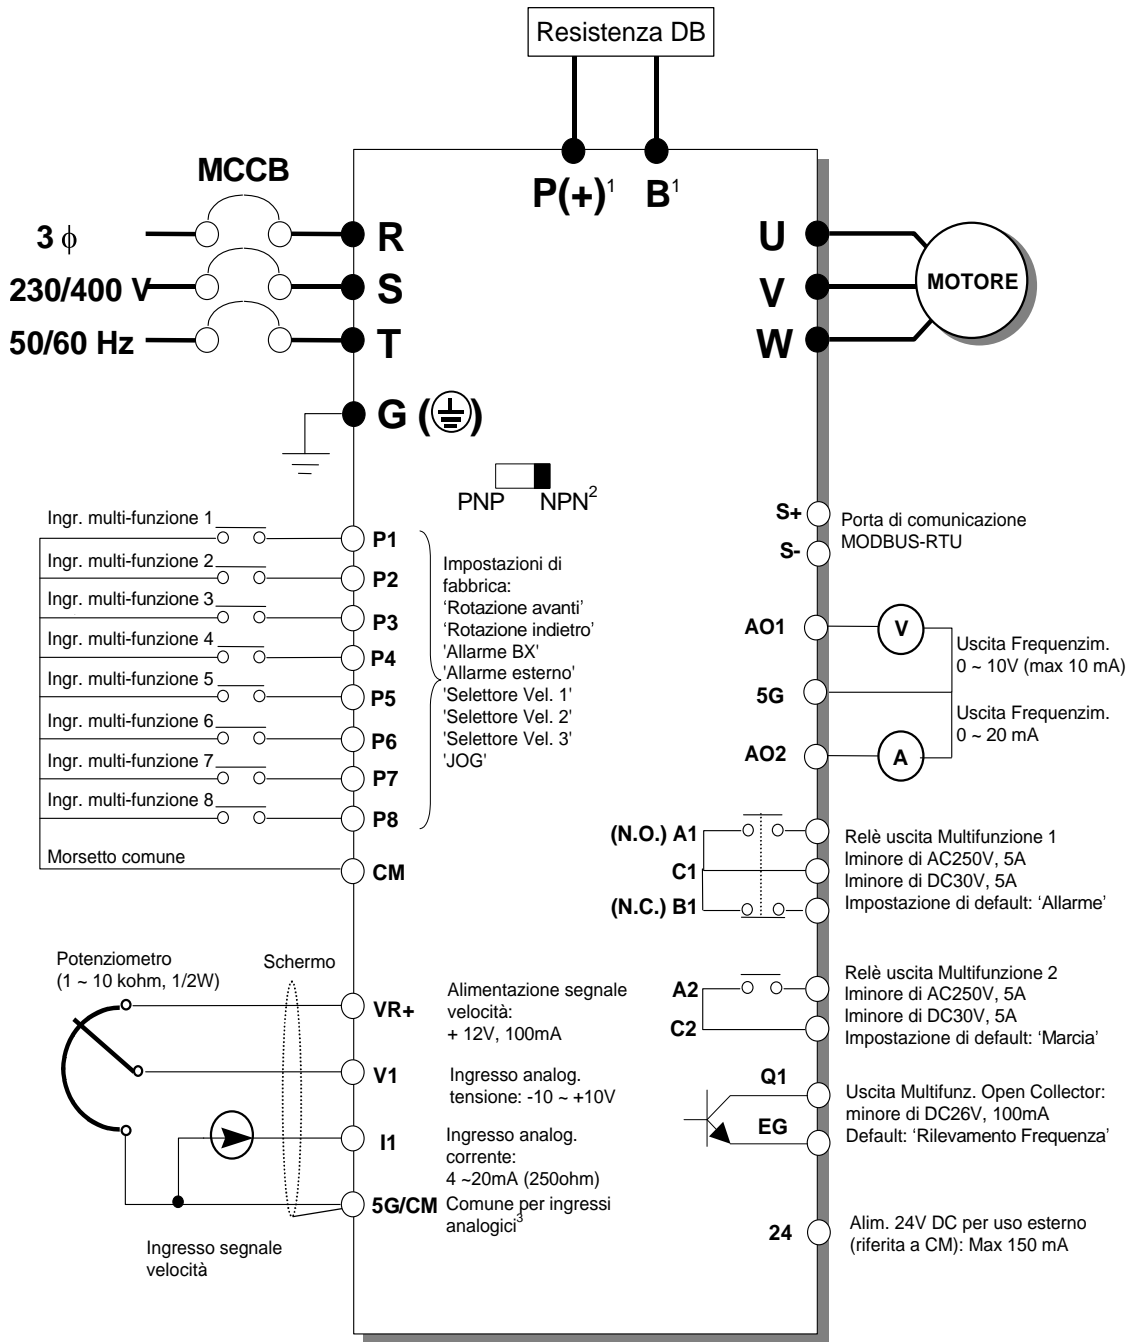 Resistenza DB
MCCB
P(+)¹ B¹
3 ϕ
R
U
230/400 V
S
V
MOTORE
50/60 Hz
T
W
G (⏚)
PNP NPN²
Ingr. multi-funzione 1
P1
Ingr. multi-funzione 2
P2
Ingr. multi-funzione 3
P3
Ingr. multi-funzione 4
P4
Ingr. multi-funzione 5
P5
Ingr. multi-funzione 6
P6
Ingr. multi-funzione 7
P7
Ingr. multi-funzione 8
P8
Morsetto comune
CM
Impostazioni di
fabbrica:
‘Rotazione avanti’
‘Rotazione indietro’
'Allarme BX'
'Allarme esterno'
'Selettore Vel. 1'
'Selettore Vel. 2'
'Selettore Vel. 3'
'JOG'
S+
S-
Porta di comunicazione
MODBUS-RTU
AO1
V
Uscita Frequenzim.
0 ~ 10V (max 10 mA)
5G
Uscita Frequenzim.
0 ~ 20 mA
AO2
A
(N.O.) A1
C1
(N.C.) B1
Relè uscita Multifunzione 1
Iminore di AC250V, 5A
Iminore di DC30V, 5A
Impostazione di default: ‘Allarme’
A2
C2
Relè uscita Multifunzione 2
Iminore di AC250V, 5A
Iminore di DC30V, 5A
Impostazione di default: ‘Marcia’
Q1
EG
Uscita Multifunz. Open Collector:
minore di DC26V, 100mA
Default: ‘Rilevamento Frequenza’
24
Alim. 24V DC per uso esterno
(riferita a CM): Max 150 mA
Potenziometro
(1 ~ 10 kohm, 1/2W)
Schermo
VR+
Alimentazione segnale
velocità:
+ 12V, 100mA
V1
Ingresso analog.
tensione: -10 ~ +10V
I1
Ingresso analog.
corrente:
4 ~20mA (250ohm)
5G/CM
Comune per ingressi
analogici³
Ingresso segnale
velocità